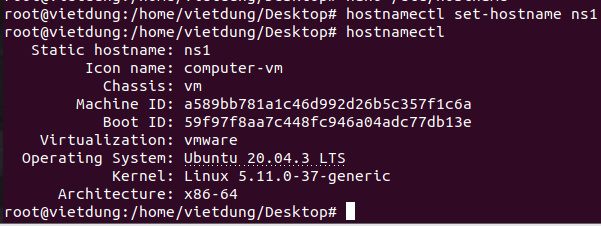 root@vietdung:/home/vietdung/Desktop# hostnamectl set-hostname ns1
root@vietdung:/home/vietdung/Desktop# hostnamectl
Static hostname: ns1
Icon name: computer-vm
Chassis: vm
Machine ID: a589bb781a1c46d992d26b5c357f1c6a
Boot ID: 59f97f8aa7c448fc946a04adc77db13e
Virtualization: vmware
Operating System: Ubuntu 20.04.3 LTS
Kernel: Linux 5.11.0-37-generic
Architecture: x86-64
root@vietdung:/home/vietdung/Desktop#